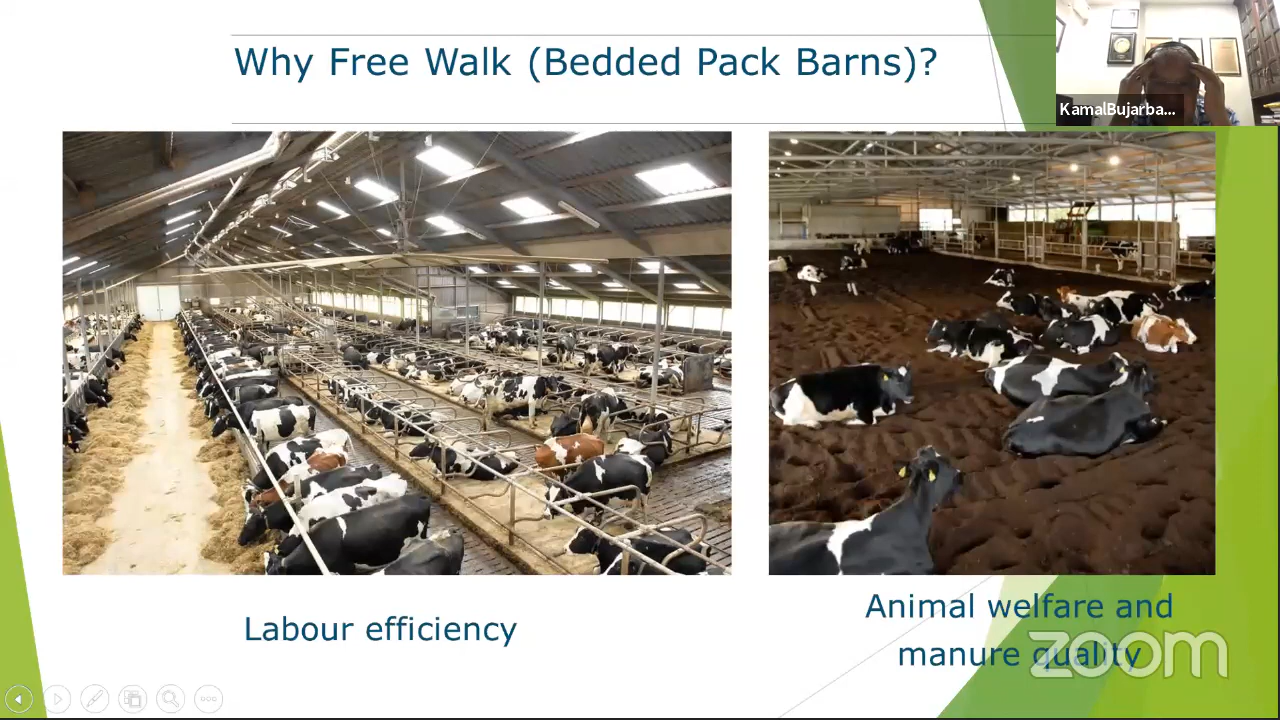 Why Free Walk (Bedded Pack Barns)?
KamalBujarba...
Labour efficiency
Animal welfare and
manure quality
zoom